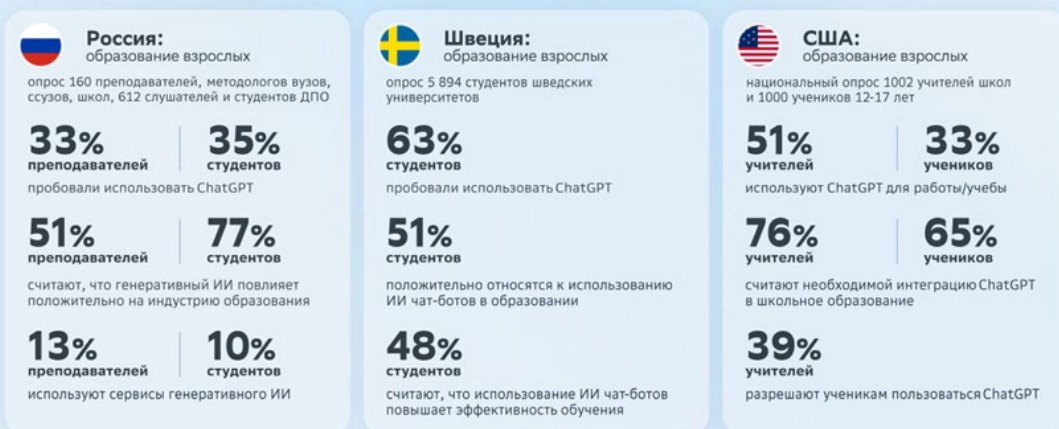 Россия:
образование взрослых
опрос 160 преподавателей, методологов вузов,
ссузов, школ, 612 слушателей и студентов ДПО
33% 35%
преподавателей студентов
пробовали использовать ChatGPT
51% 77%
преподавателей студентов
считают, что генеративный ИИ повлияет
положительно на индустрию образования
13% 10%
преподавателей студентов
используют сервисы генеративного ИИ
Швеция:
образование взрослых
опрос 5 894 студентов шведских
университетов
63%
студентов
пробовали использовать ChatGPT
51%
студентов
положительно относятся к использованию
ИИ чат-ботов в образовании
48%
студентов
считают, что использование ИИ чат-ботов
повышает эффективность обучения
США:
образование взрослых
национальный опрос 1002 учителей школ
и 1000 учеников 12-17 лет
51% 33%
учителей учеников
используют ChatGPT для работы/учебы
76% 65%
учителей учеников
считают необходимой интеграцию ChatGPT
в школьное образование
39%
учителей
разрешают ученикам пользоваться ChatGPT